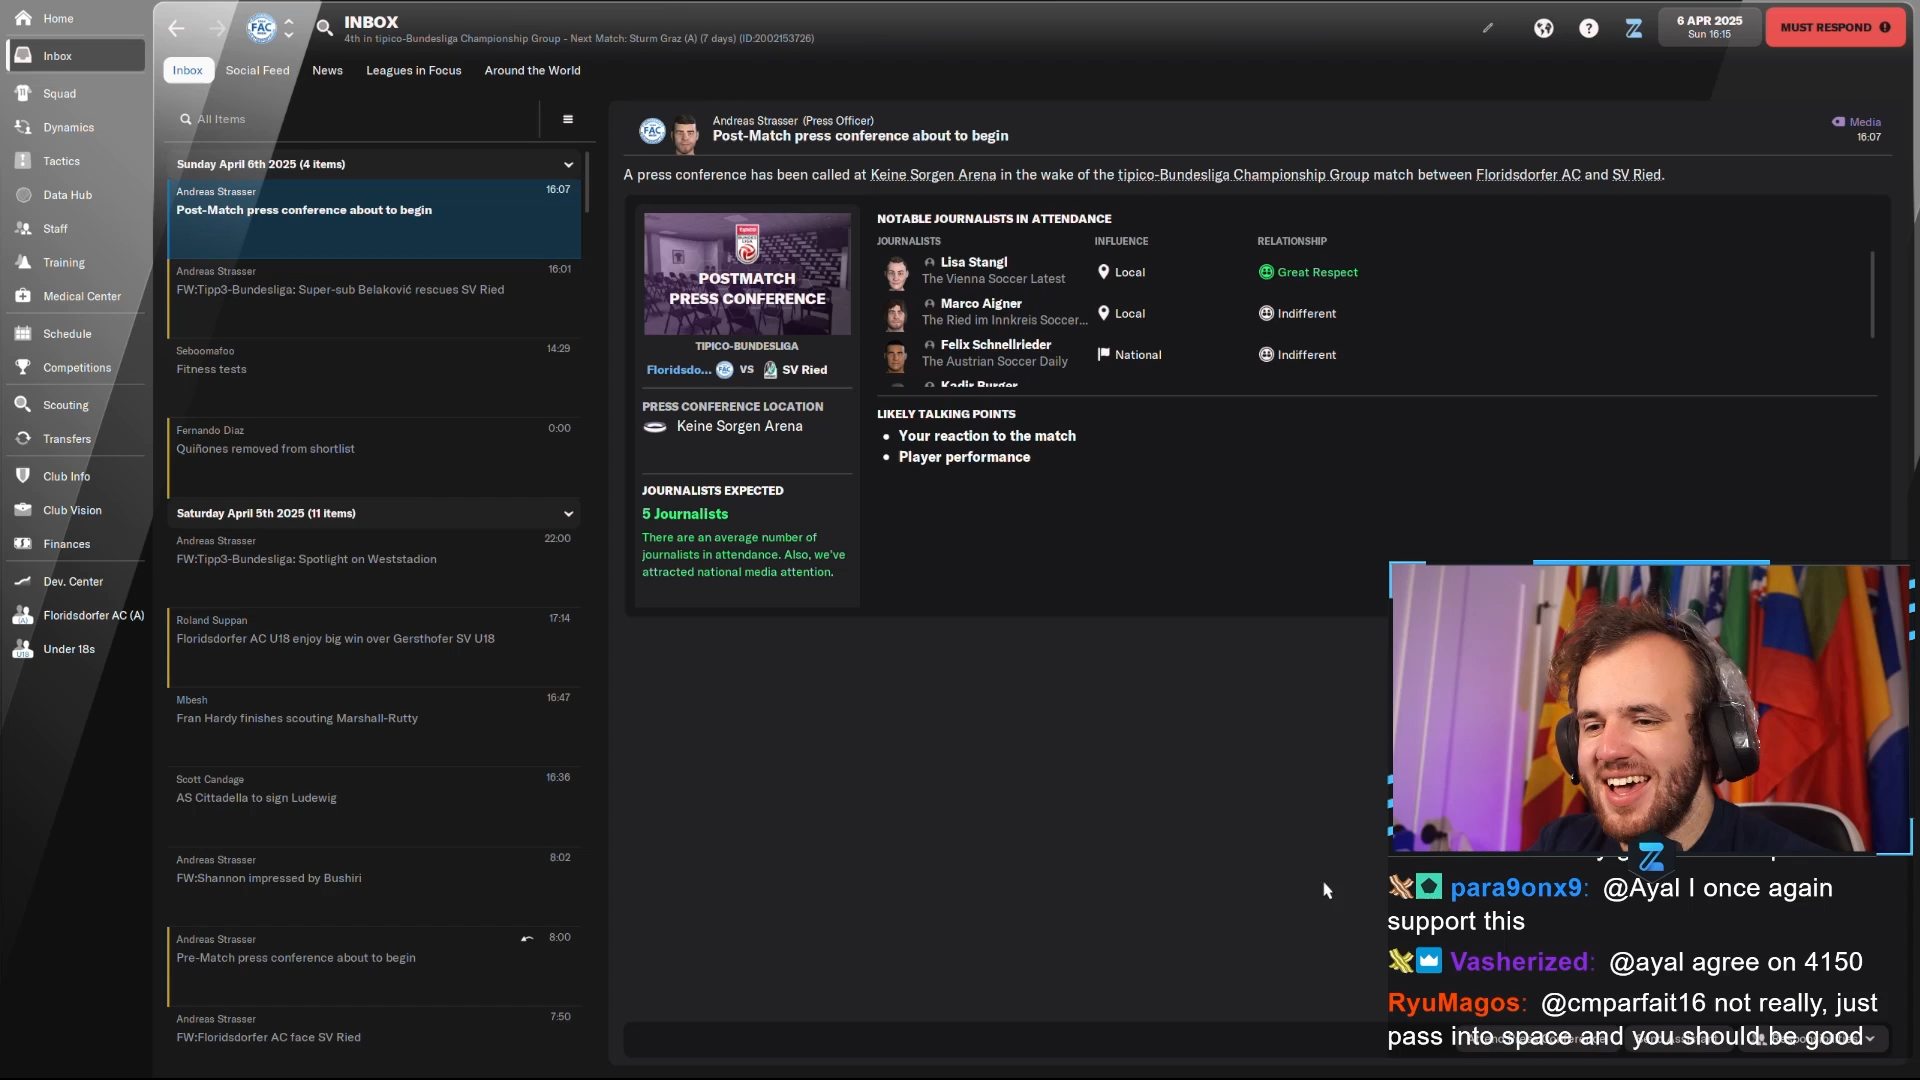 Home
Inbox
Squad
Dynamics
Tactics
Data Hub
Staff
Training
Medical Center
Schedule
Competitions
Scouting
Transfers
Club Info
Club Vision
Finances
Dev. Center
Floridsdorfer AC (A)
Under 18s
FAC
INBOX
4th in tipico-Bundesliga Championship Group - Next Match: Sturm Graz (A) (7 days) (ID:2002153726)
6 APR 2025
Sun 16:15
MUST RESPOND
Inbox
Social Feed
News
Leagues in Focus
Around the World
All Items
Sunday April 6th 2025 (4 items)
Andreas Strasser 16:07
Post-Match press conference about to begin
Andreas Strasser 16:01
FW:Tipp3-Bundesliga: Super-sub Belaković rescues SV Ried
Seboomafoo 14:29
Fitness tests
Fernando Diaz 0:00
Quiñones removed from shortlist
Saturday April 5th 2025 (11 items)
Andreas Strasser 22:00
FW:Tipp3-Bundesliga: Spotlight on Weststadion
Roland Suppan 17:14
Floridsdorfer AC U18 enjoy big win over Gersthofer SV U18
Mbesh 16:47
Fran Hardy finishes scouting Marshall-Rutty
Scott Candage 16:36
AS Cittadella to sign Ludewig
Andreas Strasser 8:02
FW:Shannon impressed by Bushiri
Andreas Strasser 8:00
Pre-Match press conference about to begin
Andreas Strasser 7:50
FW:Floridsdorfer AC face SV Ried
FAC
Andreas Strasser (Press Officer)
Post-Match press conference about to begin
Media
16:07
A press conference has been called at Keine Sorgen Arena in the wake of the tipico-Bundesliga Championship Group match between Floridsdorfer AC and SV Ried.
POSTMATCH
PRESS CONFERENCE
TIPICO-BUNDESLIGA
Floridsdo... VS SV Ried
PRESS CONFERENCE LOCATION
Keine Sorgen Arena
JOURNALISTS EXPECTED
5 Journalists
There are an average number of
journalists in attendance. Also, we've
attracted national media attention.
NOTABLE JOURNALISTS IN ATTENDANCE
JOURNALISTS INFLUENCE RELATIONSHIP
Lisa Stangl
The Vienna Soccer Latest
Local
Great Respect
Marco Aigner
The Ried im Innkreis Soccer...
Local
Indifferent
Felix Schnellrieder
The Austrian Soccer Daily
National
Indifferent
Kadir Burger
LIKELY TALKING POINTS
• Your reaction to the match
• Player performance
para9onx9: @Ayal I once again
support this
Vasherized: @ayal agree on 4150
RyuMagos: @cmparfait16 not really, just
pass into space and you should be good